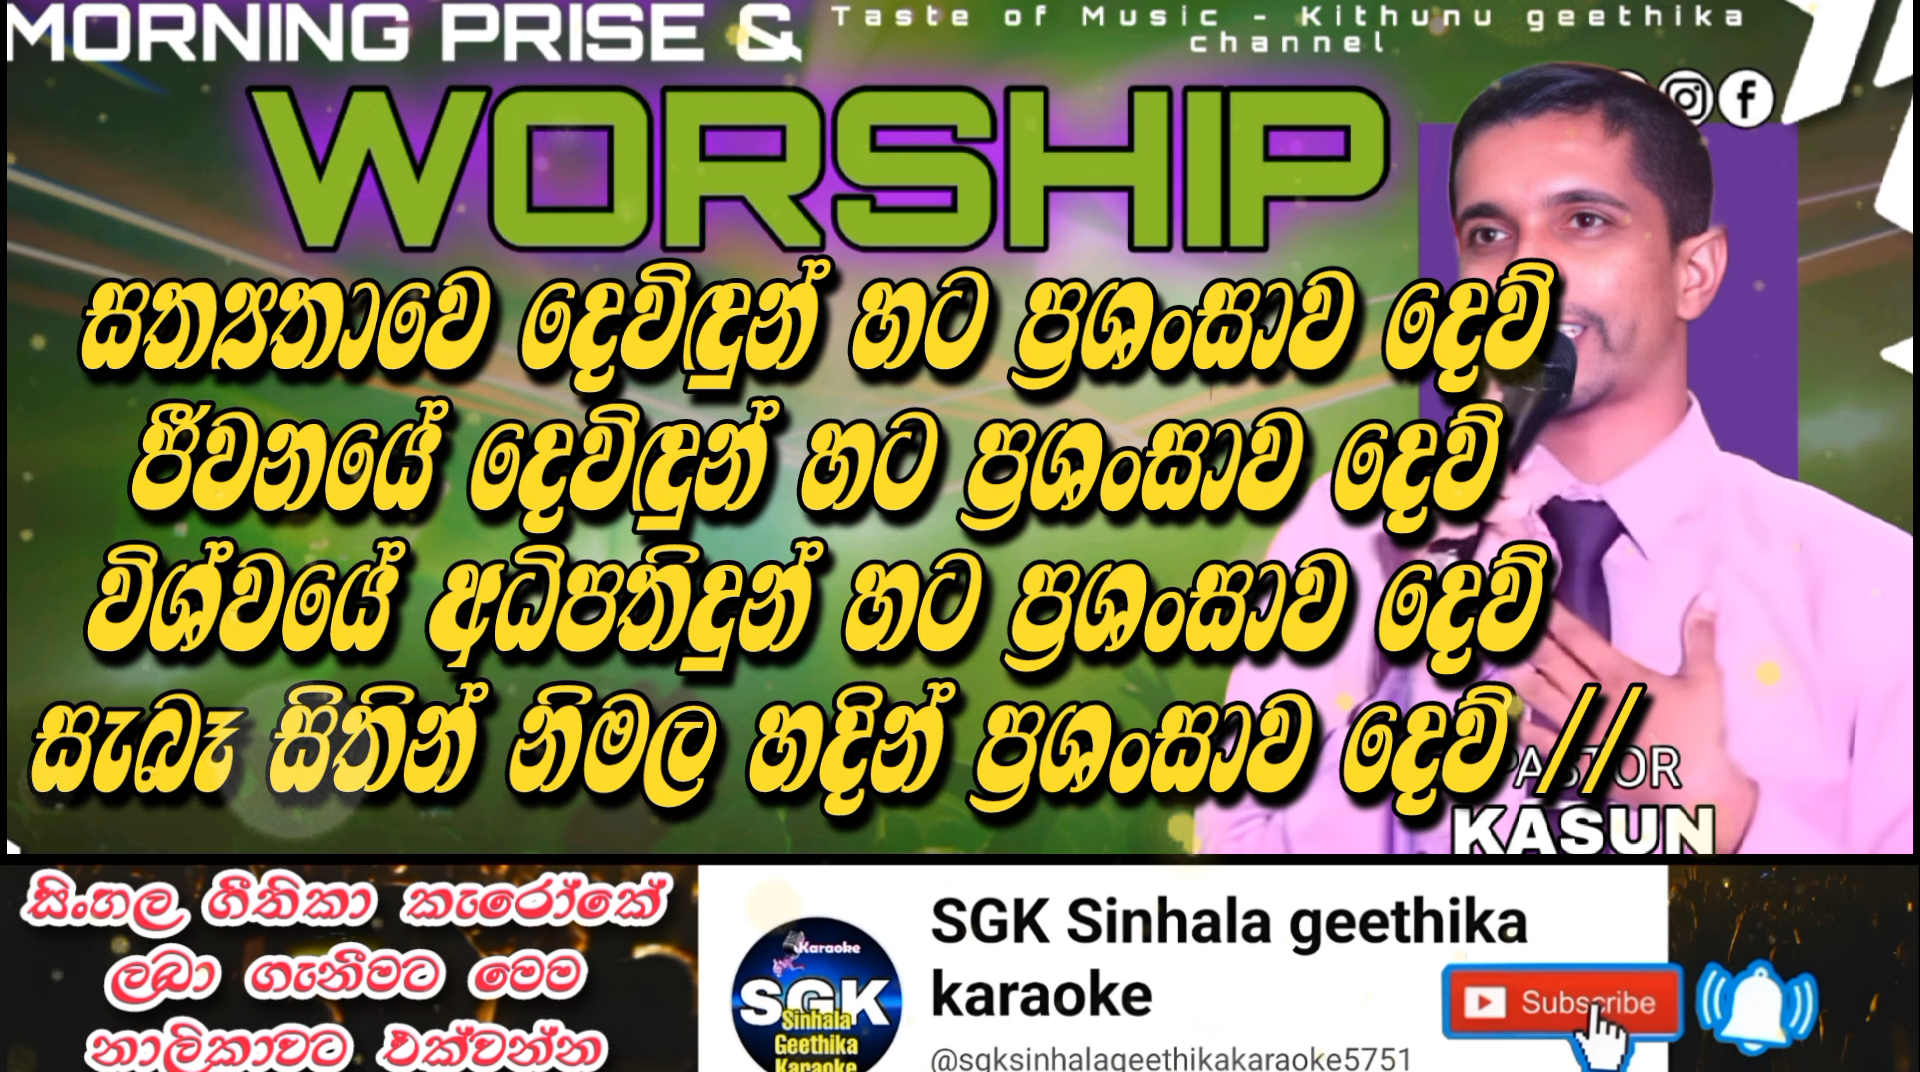 MORNING PRISE &
Taste of Music - Kithunu geethika
channel
WORSHIP
සත්‍යතාවෙ දෙවිඳුන් හට ප්‍රශංසාව දෙව්
ජීවනයේ දෙවිඳුන් හට ප්‍රශංසාව දෙව්
විශ්වයේ අධිපතිදුන් හට ප්‍රශංසාව දෙව්
සැබෑ සිතින් නිමල හදින් ප්‍රශංසාව දෙව් //
PASTOR
KASUN
සිංහල ගීතිකා කැරෝකේ
ලබා ගැනීමට මෙම
නාලිකාවට එක්වන්න
Karaoke
SGK
Sinhala
Geethika
Karaoke
SGK Sinhala geethika
karaoke
@sgksinhalageethikakaraoke5751
Subscribe